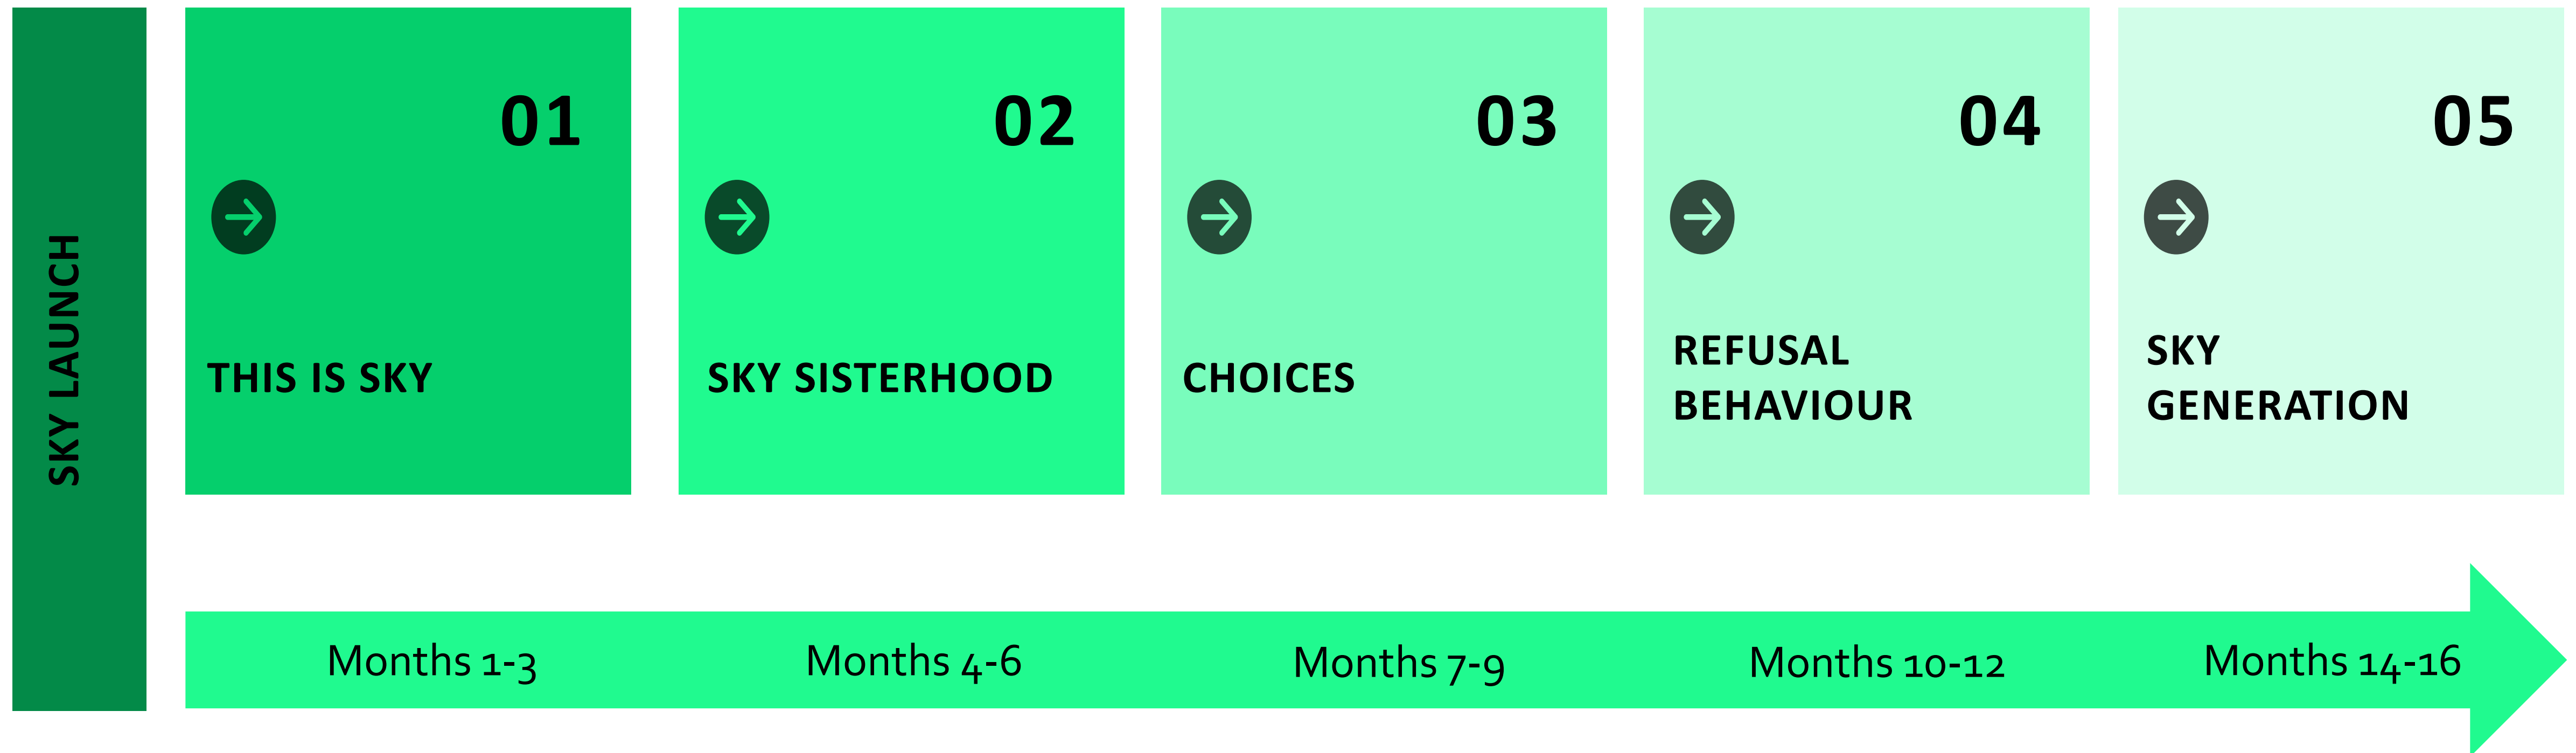 SKY LAUNCH
01
THIS IS SKY
02
SKY SISTERHOOD
03
CHOICES
04
REFUSAL
BEHAVIOUR
05
SKY
GENERATION
Months 1-3
Months 4-6
Months 7-9
Months 10-12
Months 14-16